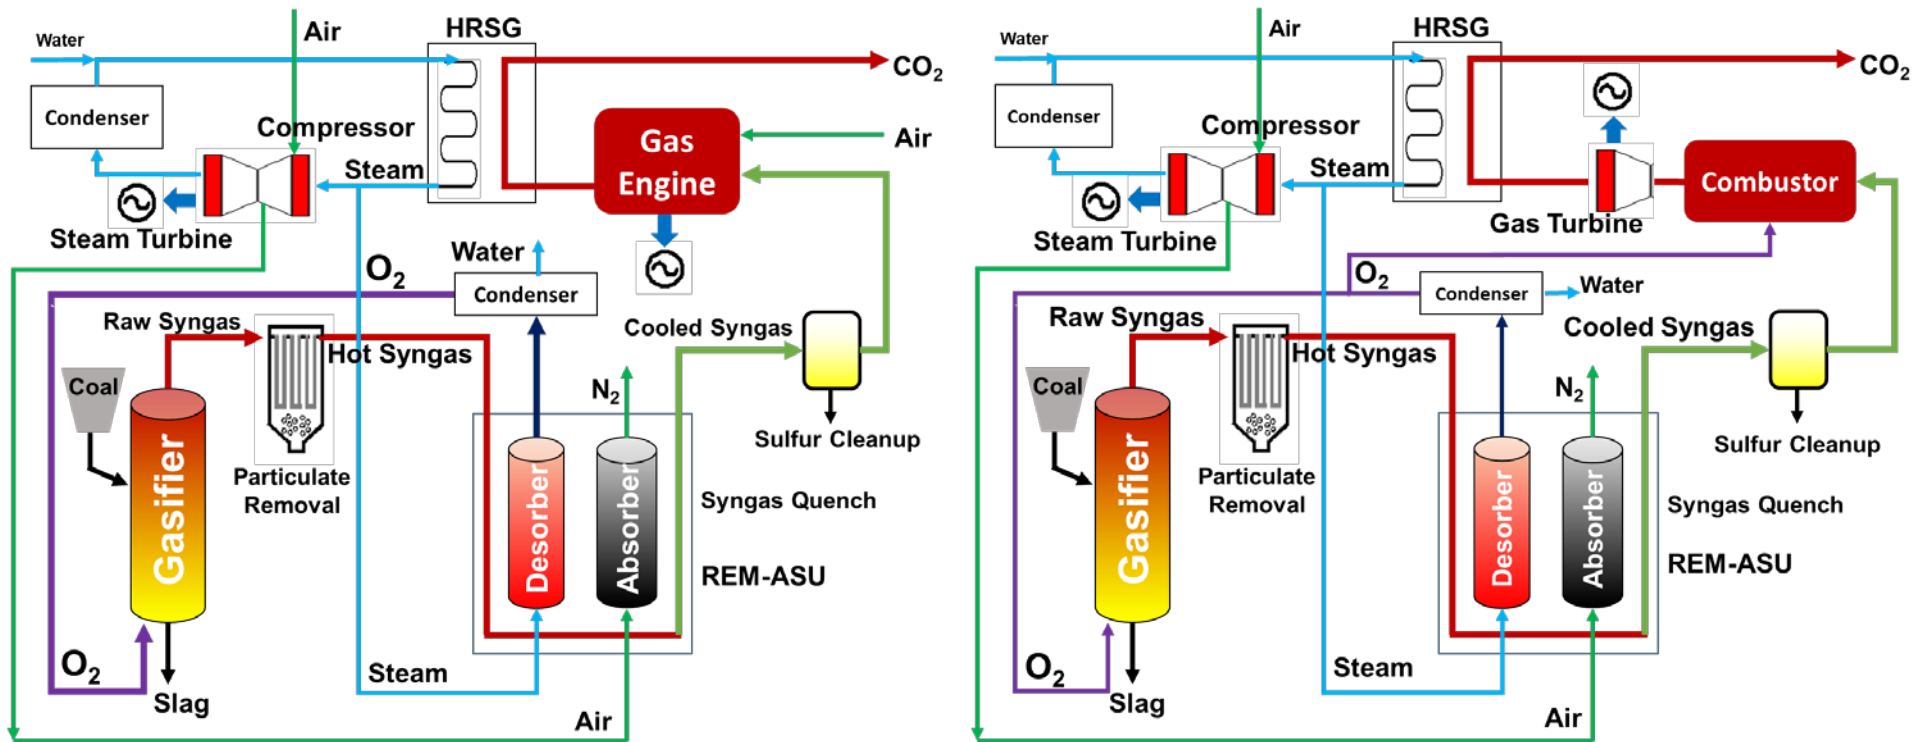 Water
Air
HRSG
CO2
Condenser
Compressor
Steam
Gas
Engine
Air
Steam Turbine
Water
O2
Condenser
Raw Syngas
Hot Syngas
Cooled Syngas
Coal
N2
Sulfur Cleanup
Gasifier
Particulate
Removal
Desorber
Absorber
Syngas Quench
REM-ASU
O2
Steam
Slag
Air
Water
Air
HRSG
CO2
Condenser
Compressor
Steam
Combustor
Steam Turbine
Gas Turbine
O2
Condenser
Water
Raw Syngas
Hot Syngas
Cooled Syngas
Coal
N2
Sulfur Cleanup
Gasifier
Particulate
Removal
Desorber
Absorber
Syngas Quench
REM-ASU
O2
Steam
Slag
Air